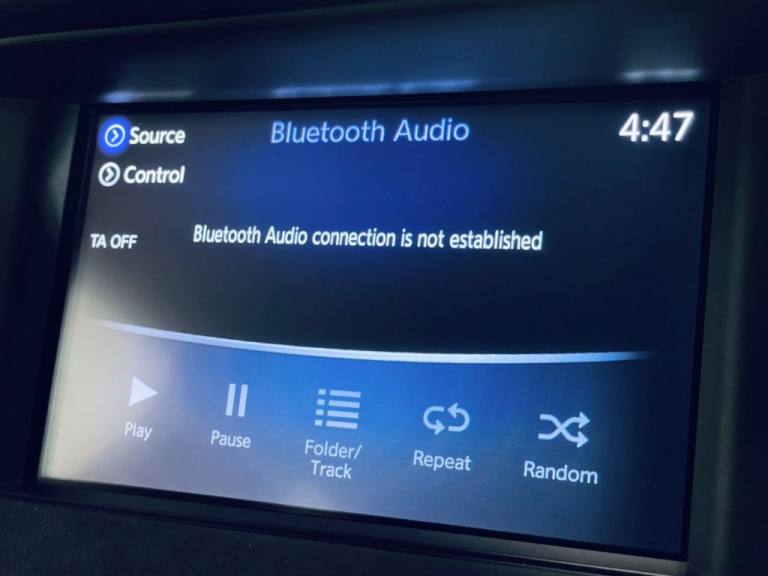 Source
Bluetooth Audio
4:47
Control
TA OFF
Bluetooth Audio connection is not established
Play
Pause
Folder/
Track
Repeat
Random